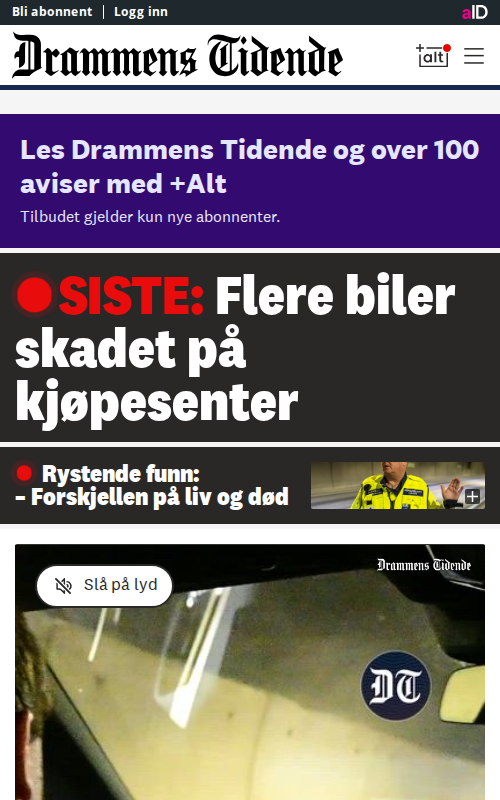 Bli abonnent | Logg inn aID
Drammens Tidende +alt
Les Drammens Tidende og over 100
aviser med +Alt
Tilbudet gjelder kun nye abonnenter.
SISTE: Flere biler
skadet på
kjøpesenter
Rystende funn:
– Forskjellen på liv og død
Drammens Tidende
Slå på lyd
DT